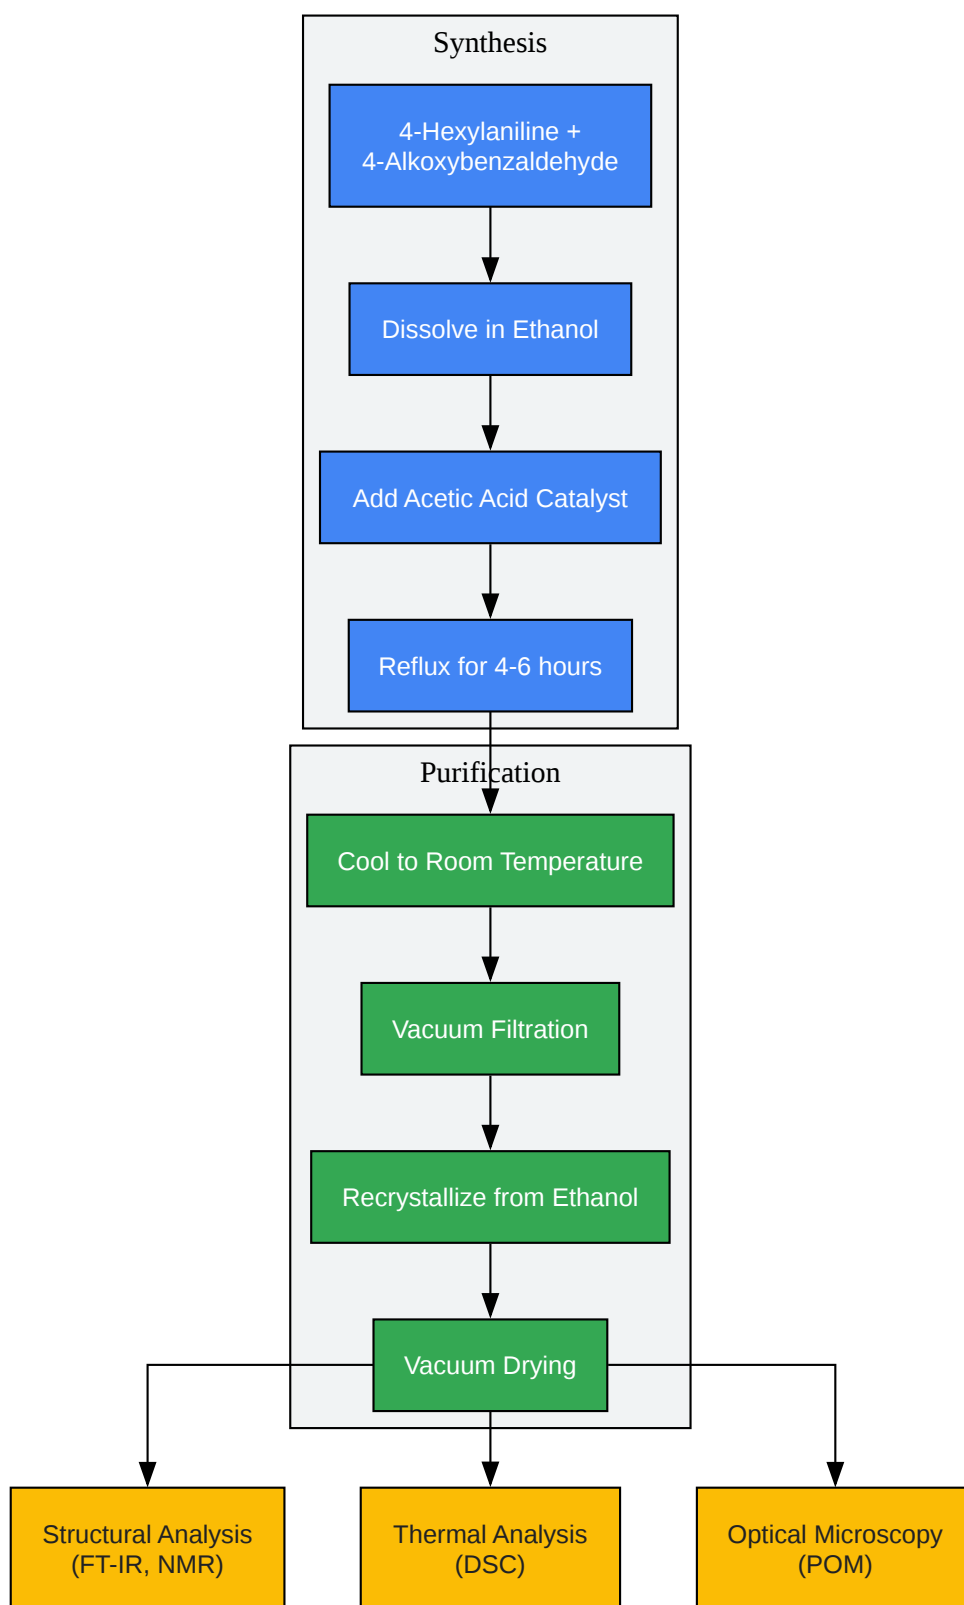 Synthesis
4-Hexylaniline +
4-Alkoxybenzaldehyde
Dissolve in Ethanol
Add Acetic Acid Catalyst
Reflux for 4-6 hours
Purification
Cool to Room Temperature
Vacuum Filtration
Recrystallize from Ethanol
Vacuum Drying
Structural Analysis
(FT-IR, NMR)
Thermal Analysis
(DSC)
Optical Microscopy
(POM)